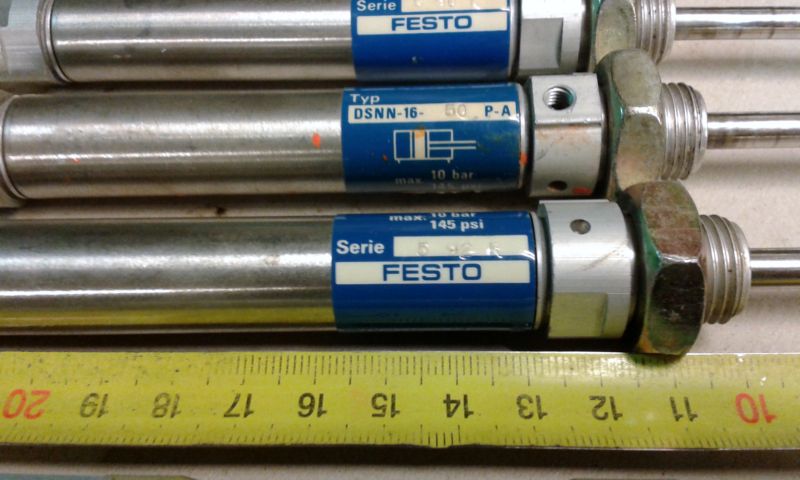 Serie
FESTO
Typ
DSNN-16- 50 P-A
max. 10 bar
max. 10 bar
145 psi
Serie
FESTO
20 19 18 17 16 15 14 13 12 11 10